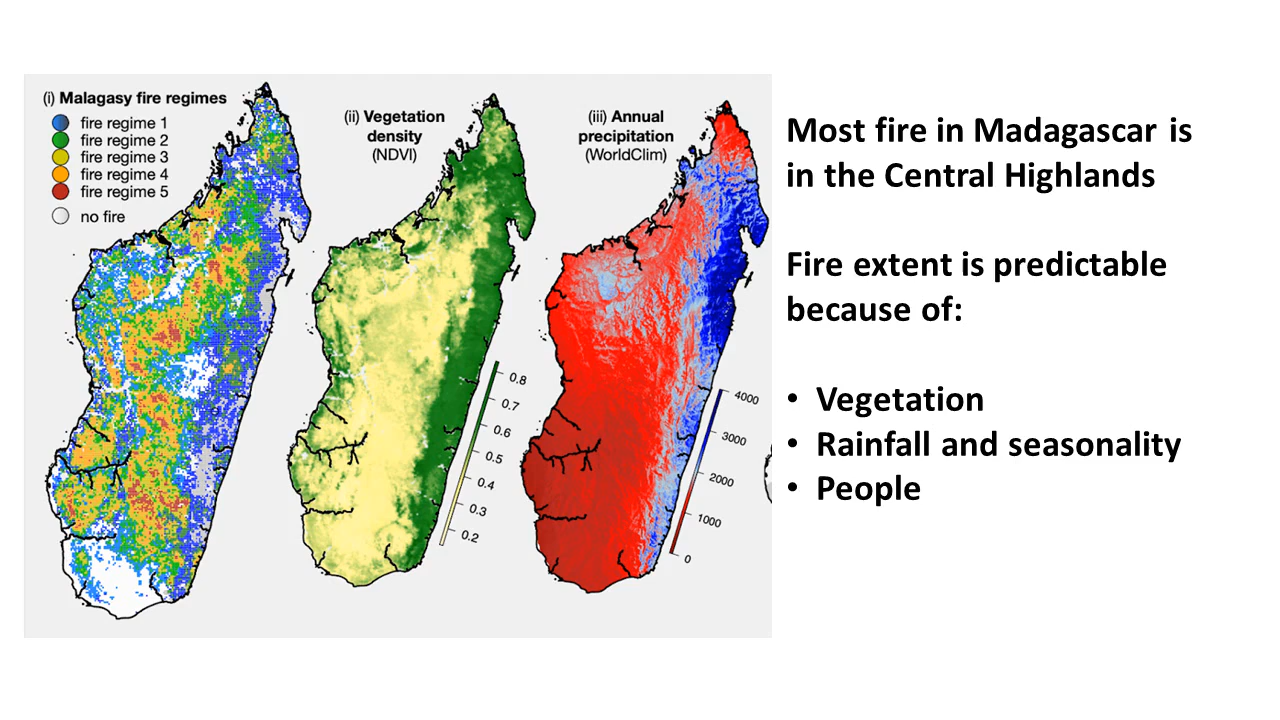 (i) Malagasy fire regimes
fire regime 1
fire regime 2
fire regime 3
fire regime 4
fire regime 5
no fire
(ii) Vegetation
density
(NDVI)
0.8
0.7
0.6
0.5
0.4
0.3
0.2
(iii) Annual
precipitation
(WorldClim)
4000
3000
2000
1000
0
Most fire in Madagascar is
in the Central Highlands
Fire extent is predictable
because of:
• Vegetation
• Rainfall and seasonality
• People